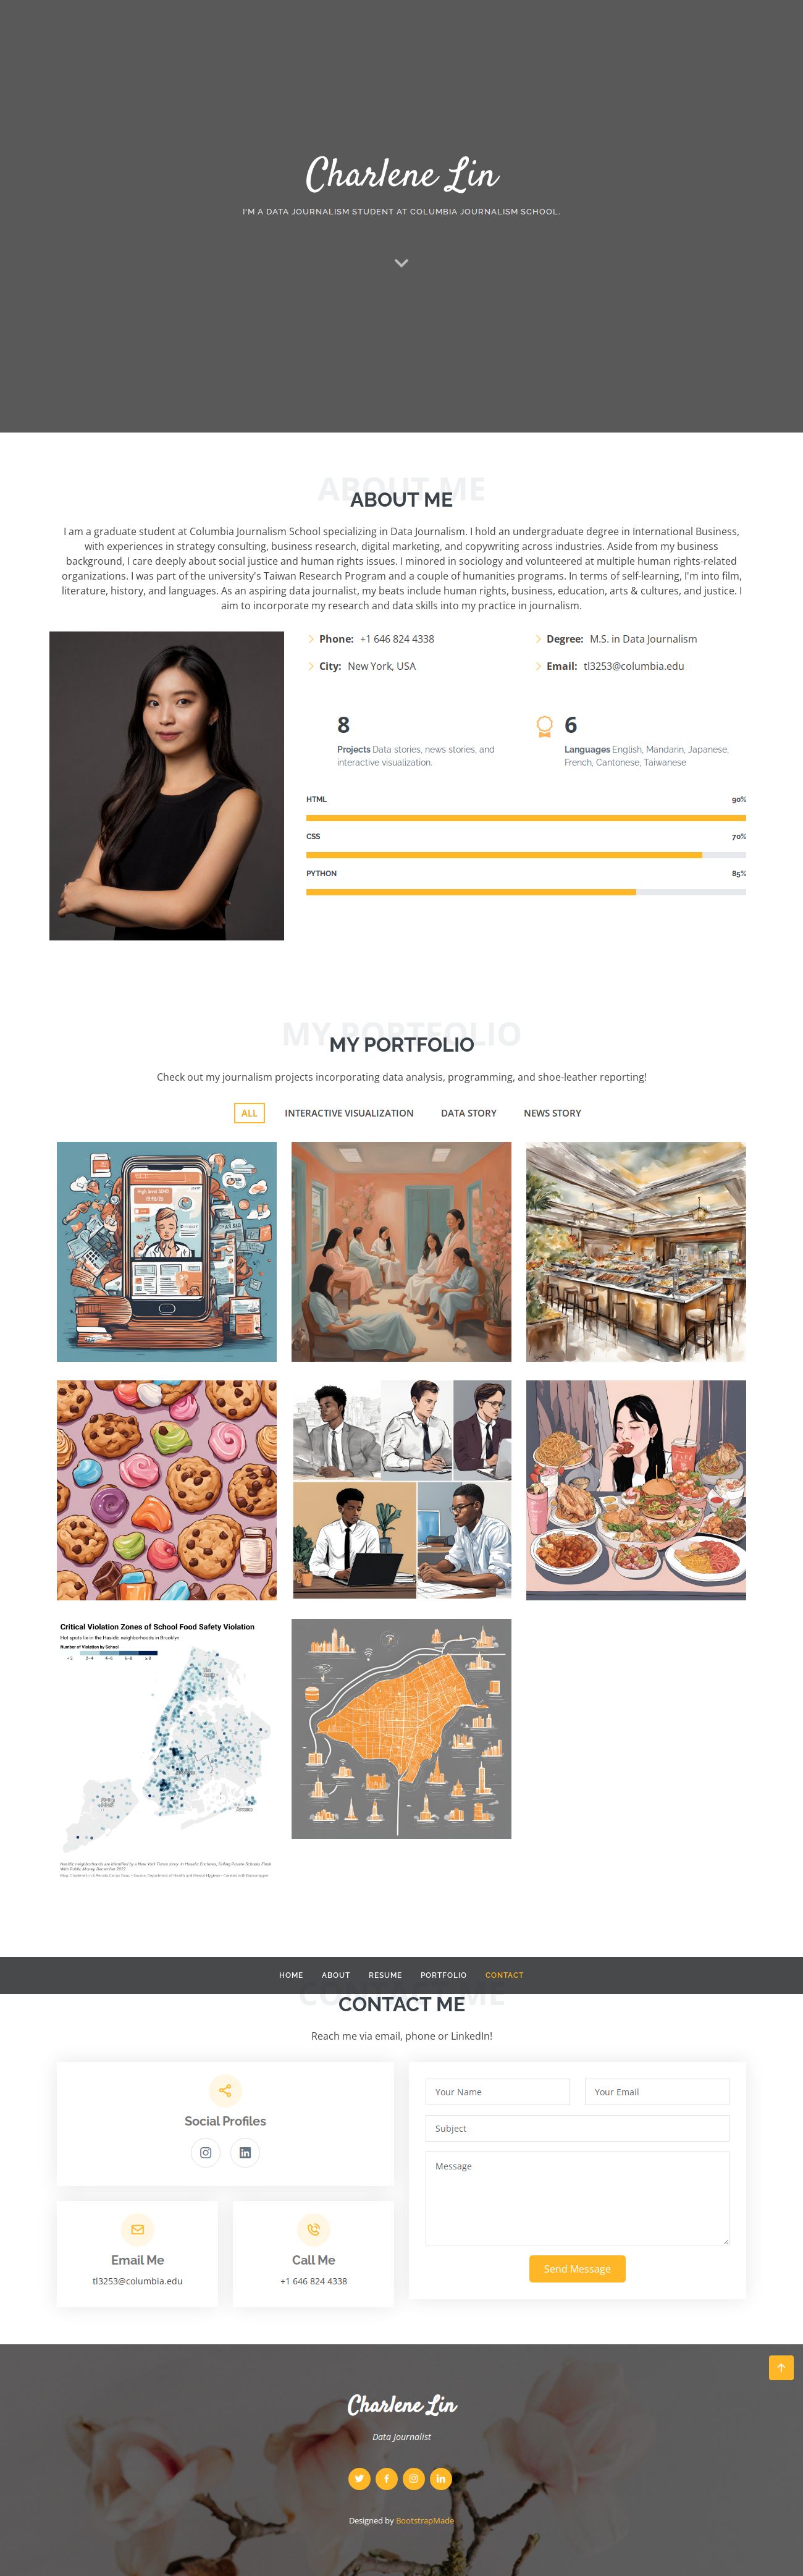 Charlene Lin
I'M A DATA JOURNALISM STUDENT AT COLUMBIA JOURNALISM SCHOOL.
ABOUT ME
ABOUT ME
I am a graduate student at Columbia Journalism School specializing in Data Journalism. I hold an undergraduate degree in International Business,
with experiences in strategy consulting, business research, digital marketing, and copywriting across industries. Aside from my business
background, I care deeply about social justice and human rights issues. I minored in sociology and volunteered at multiple human rights-related
organizations. I was part of the university's Taiwan Research Program and a couple of humanities programs. In terms of self-learning, I'm into film,
literature, history, and languages. As an aspiring data journalist, my beats include human rights, business, education, arts & cultures, and justice. I
aim to incorporate my research and data skills into my practice in journalism.
Phone: +1 646 824 4338
Degree: M.S. in Data Journalism
City: New York, USA
Email: tl3253@columbia.edu
8
Projects Data stories, news stories, and
interactive visualization.
6
Languages English, Mandarin, Japanese,
French, Cantonese, Taiwanese
HTML 90%
CSS 70%
PYTHON 85%
MY PORTFOLIO
MY PORTFOLIO
Check out my journalism projects incorporating data analysis, programming, and shoe-leather reporting!
ALL INTERACTIVE VISUALIZATION DATA STORY NEWS STORY
Critical Violation Zones of School Food Safety Violation
Hot spots lie in the Hasidic neighborhoods in Brooklyn
Number of Violation by School
HOME ABOUT RESUME PORTFOLIO CONTACT
CONTACT ME
CONTACT ME
Reach me via email, phone or LinkedIn!
Social Profiles
Email Me
tl3253@columbia.edu
Call Me
+1 646 824 4338
Your Name
Your Email
Subject
Message
Send Message
Charlene Lin
Data Journalist
Designed by BootstrapMade